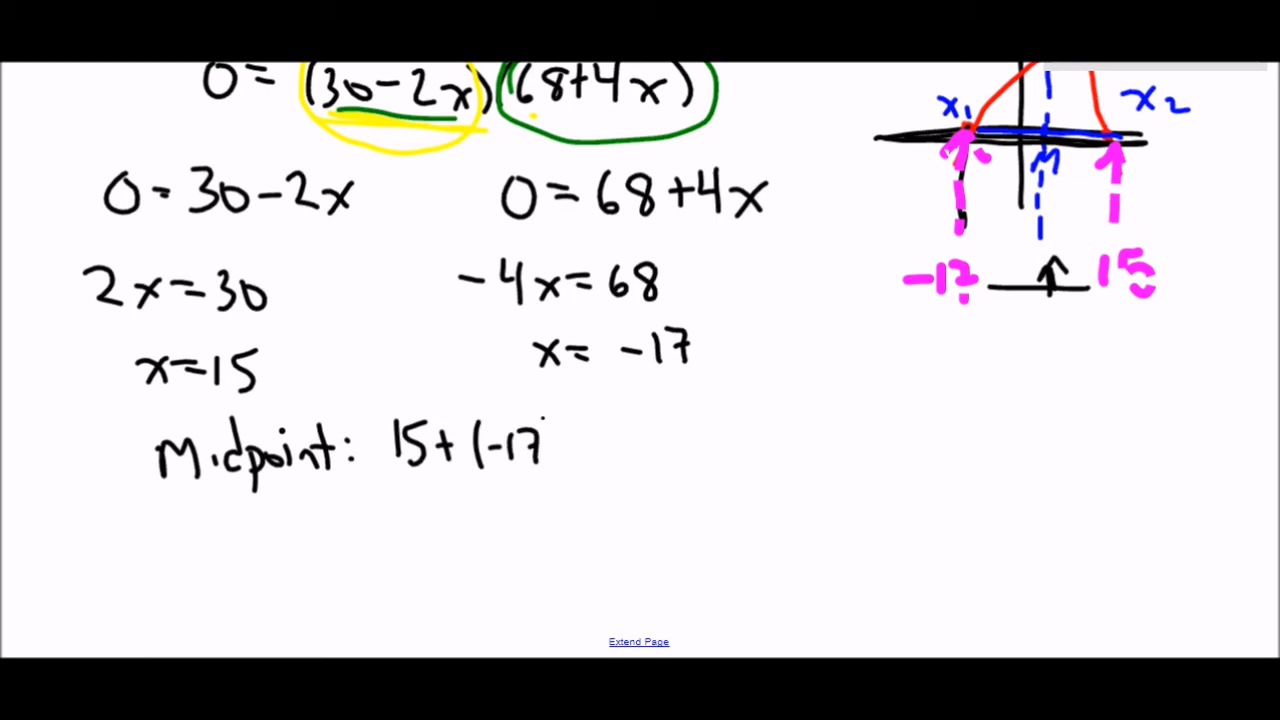 0 = (30-2x)(68+4x)
x₁ x₂
M
0 = 30-2x 0 = 68+4x
2x = 30 -4x = 68
-17 15
x = 15 x = -17
Midpoint: 15+(-17
Extend Page